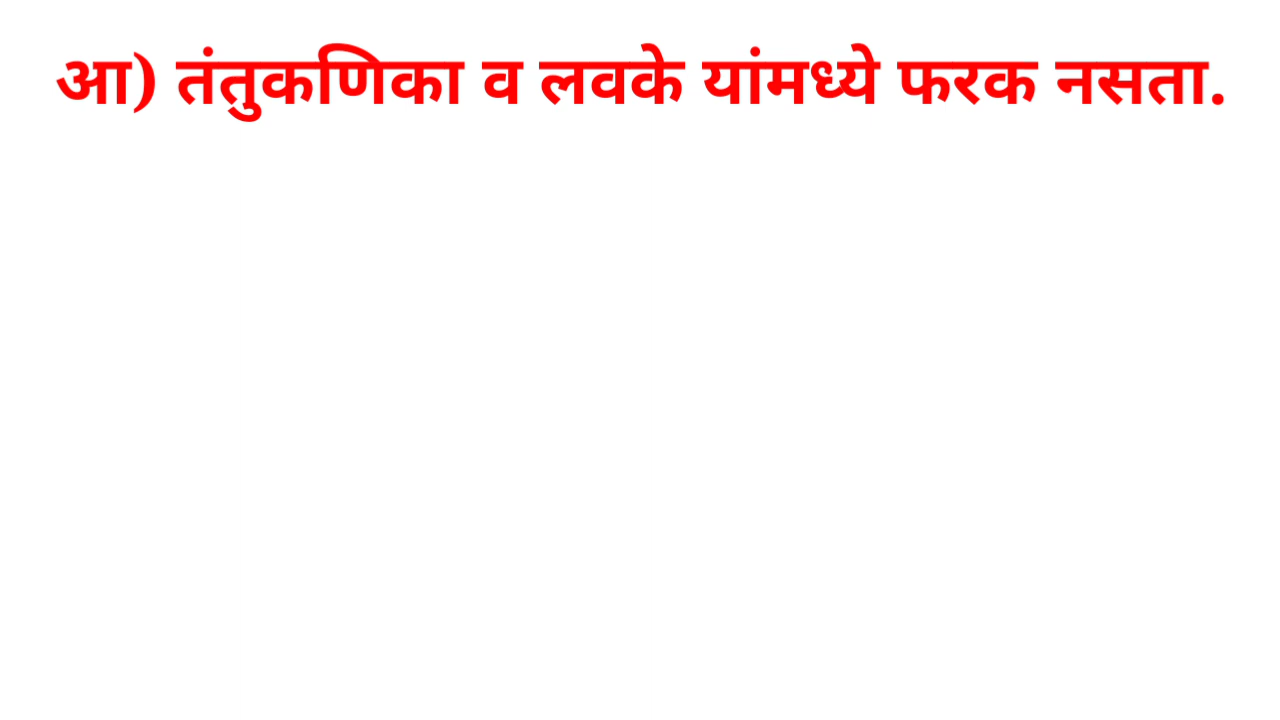 आ) तंतुकणिका व लवके यांमध्ये फरक नसता.